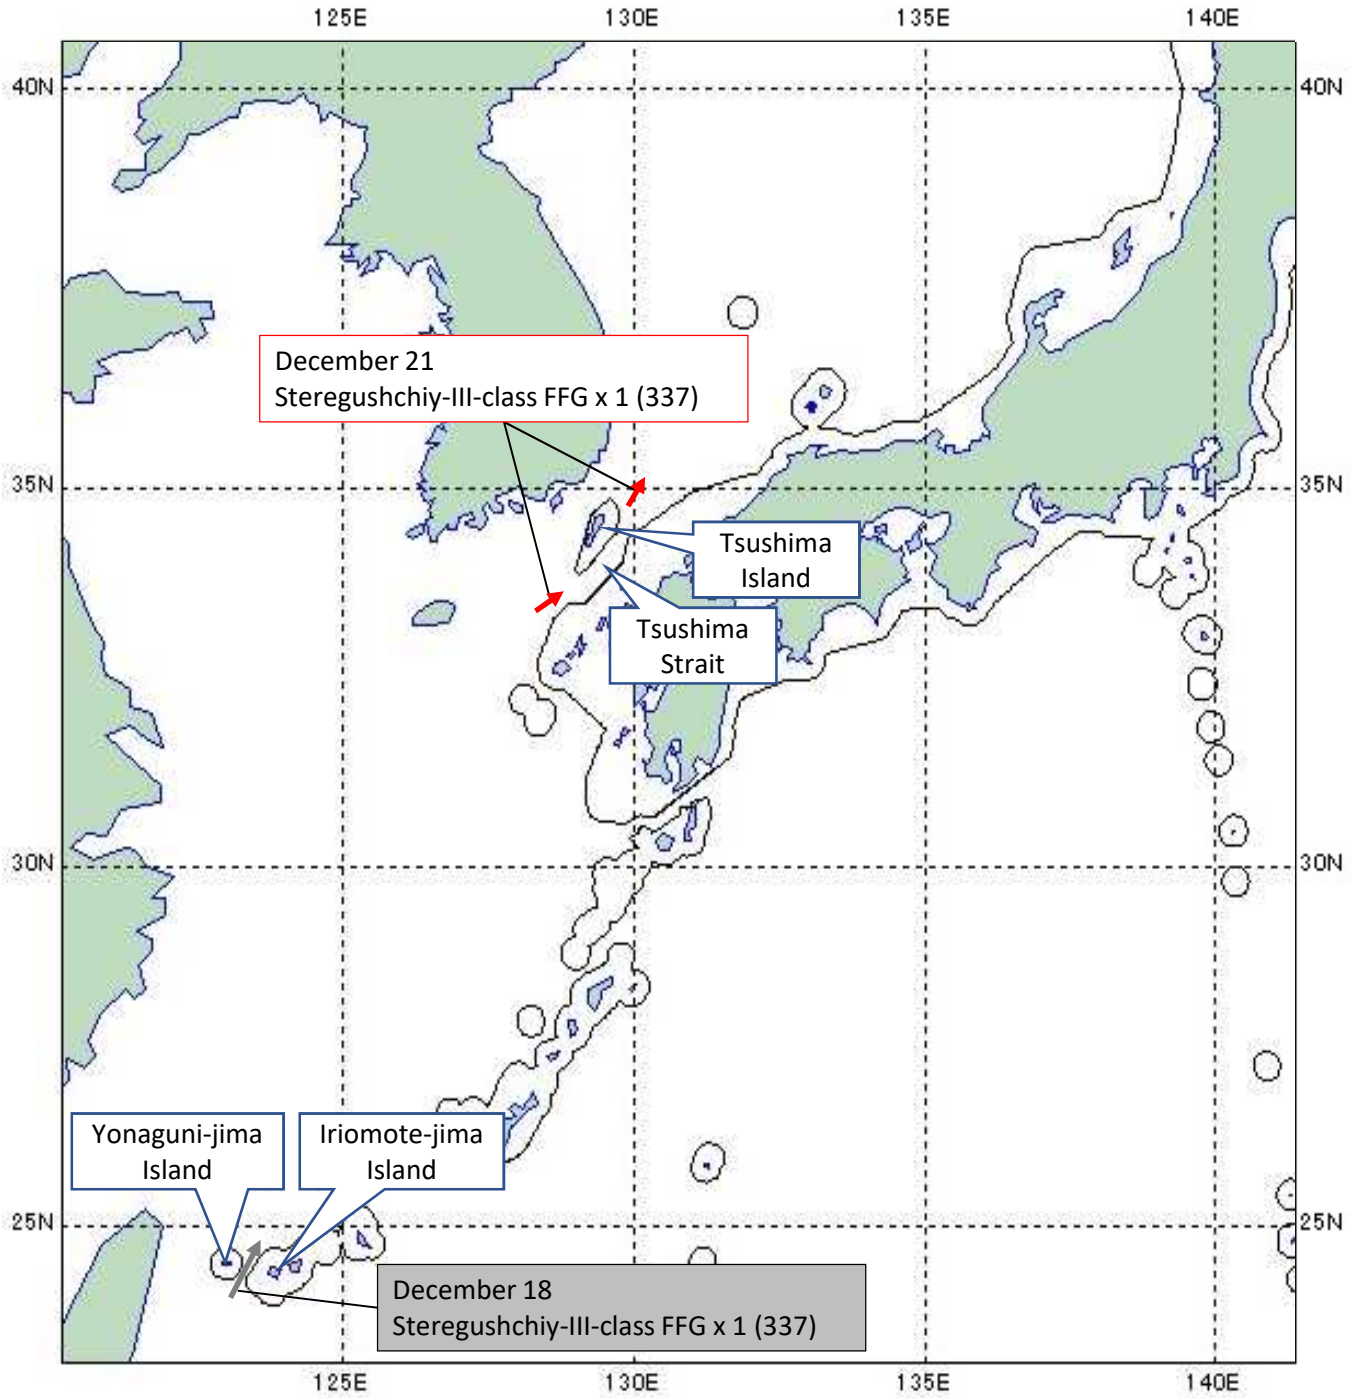 125E
130E
135E
140E
40N
40N
December 21
Steregushchiy-III-class FFG x 1 (337)
35N
35N
Tsushima
Island
Tsushima
Strait
30N
30N
Yonaguni-jima
Island
Iriomote-jima
Island
25N
25N
December 18
Steregushchiy-III-class FFG x 1 (337)
125E
130E
135E
140E